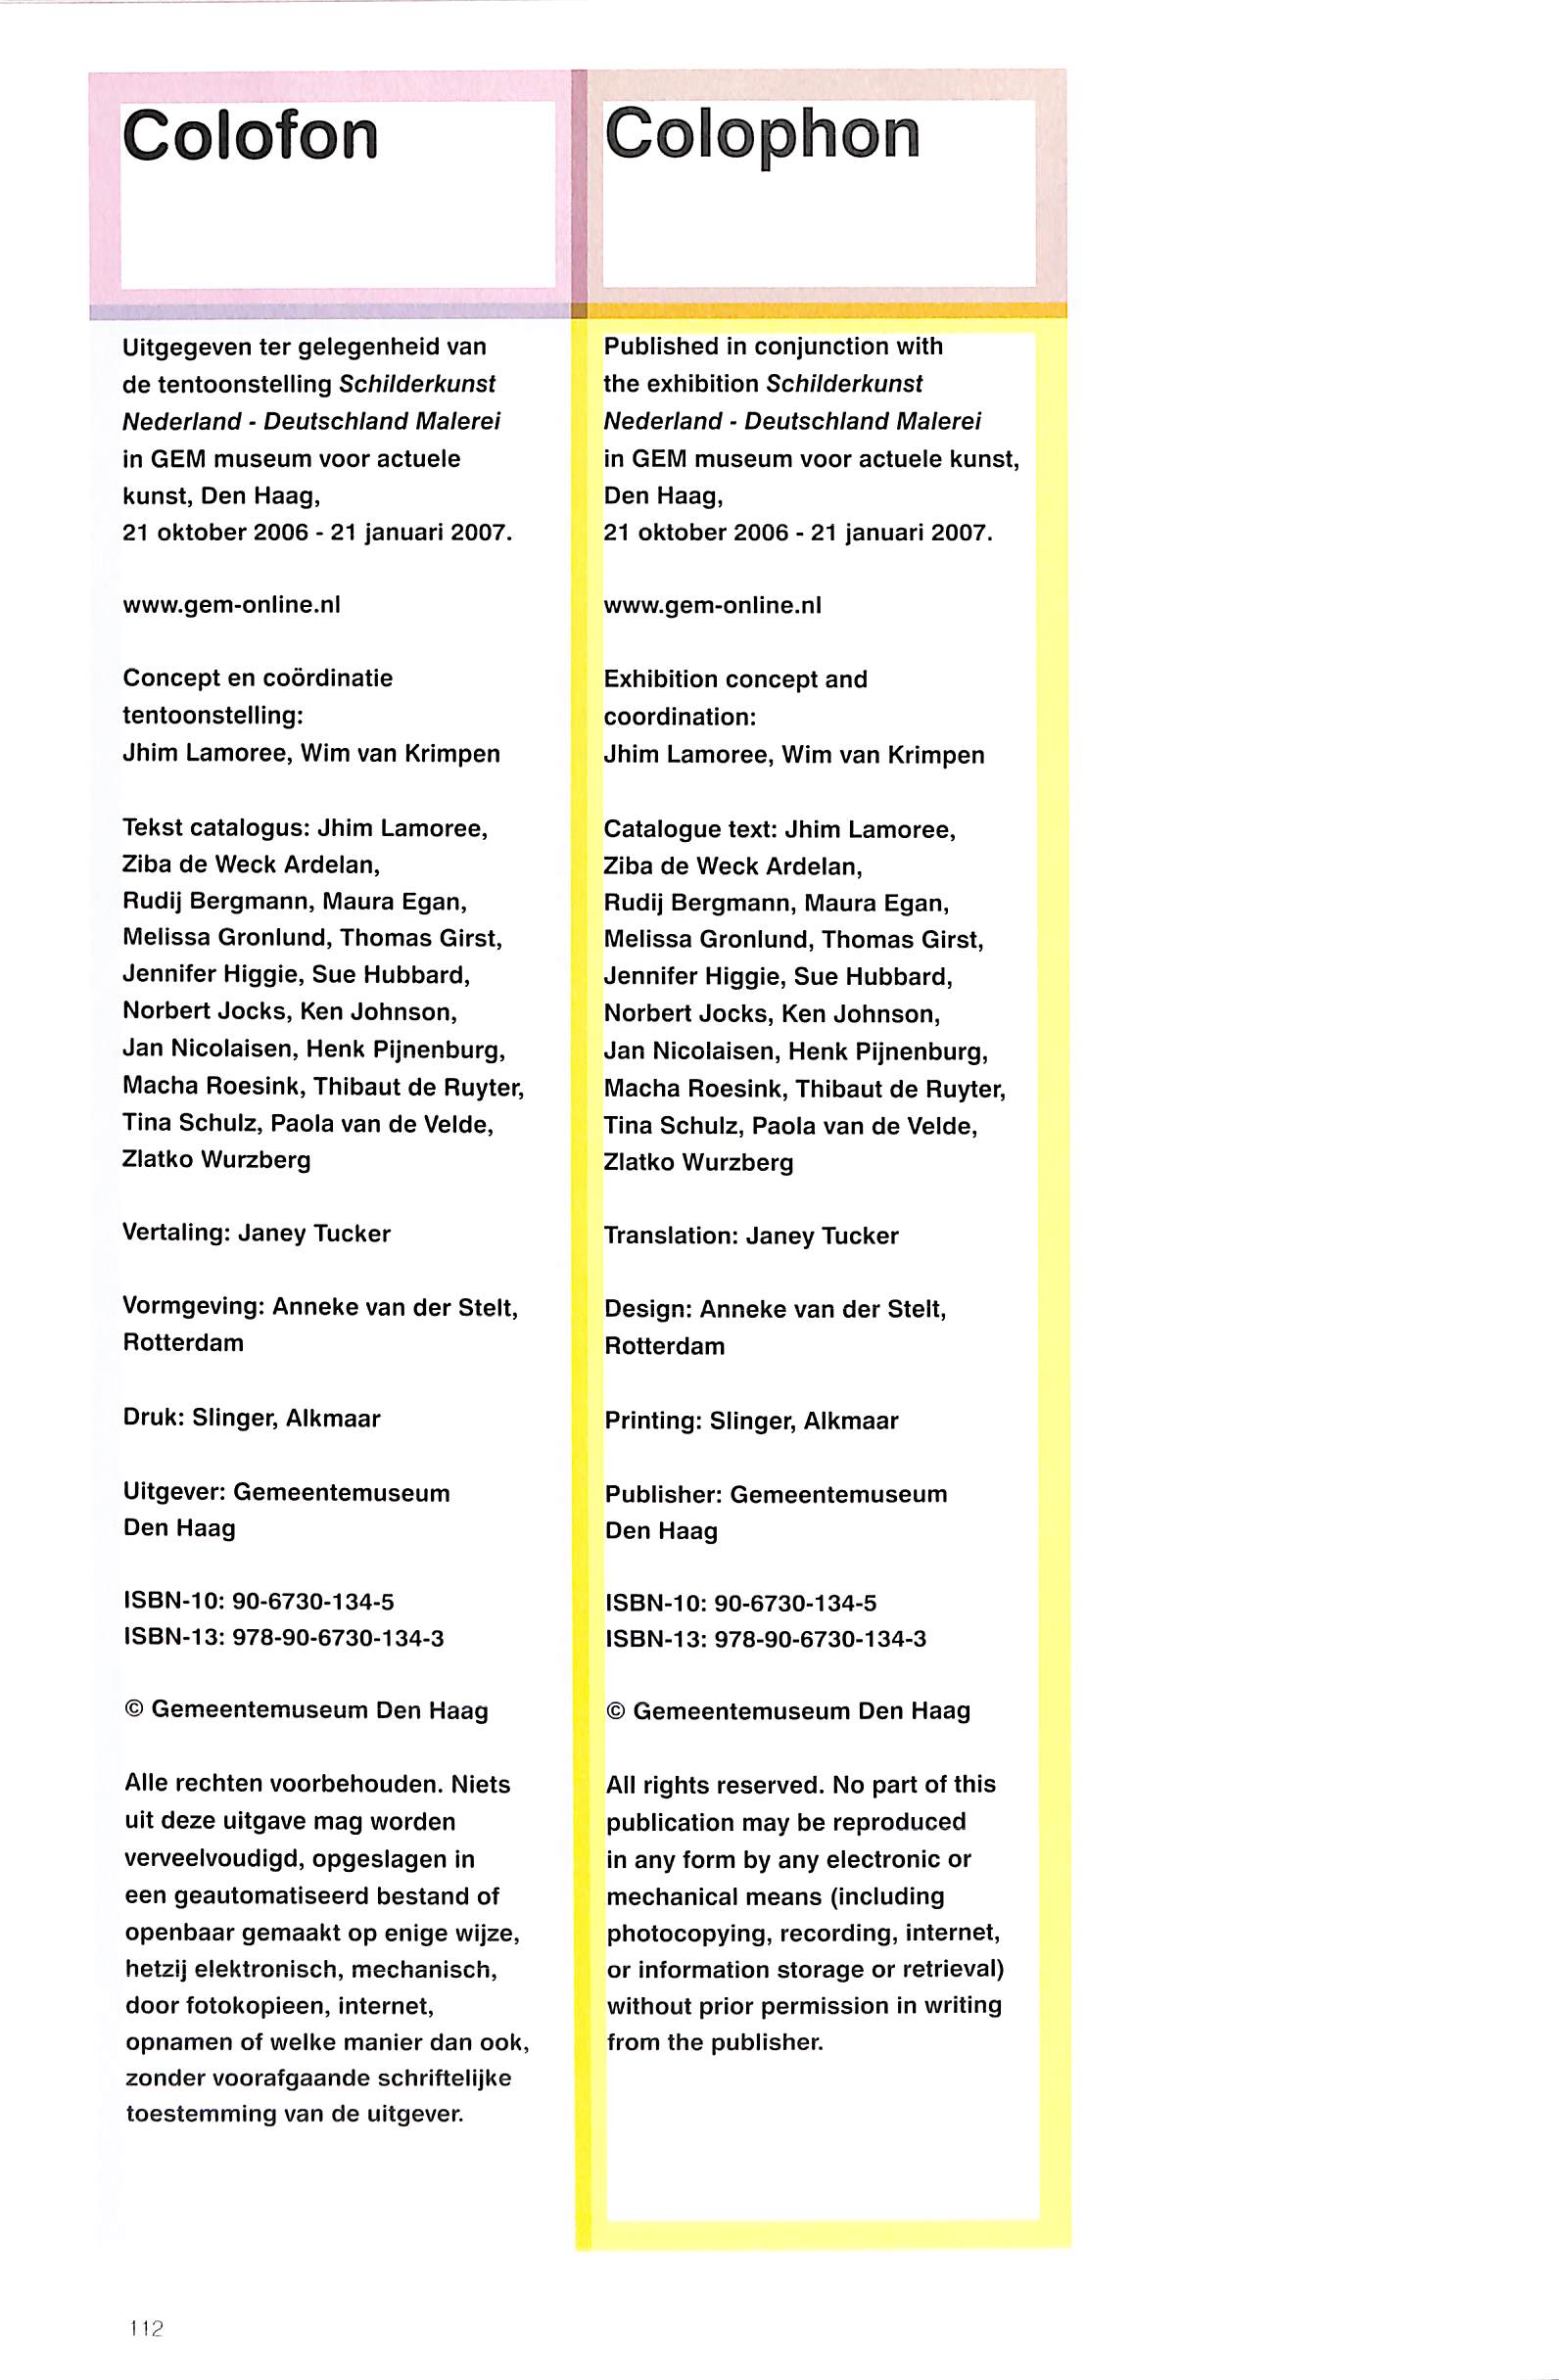 Colofon
Uitgegeven ter gelegenheid van
de tentoonstelling Schilderkunst
Nederland - Deutschland Malerei
in GEM museum voor actuele
kunst, Den Haag,
21 oktober 2006 - 21 januari 2007.
www.gem-online.nl
Concept en coördinatie
tentoonstelling:
Jhim Lamoree, Wim van Krimpen
Tekst catalogus: Jhim Lamoree,
Ziba de Weck Ardelan,
Rudij Bergmann, Maura Egan,
Melissa Gronlund, Thomas Girst,
Jennifer Higgie, Sue Hubbard,
Norbert Jocks, Ken Johnson,
Jan Nicolaisen, Henk Pijnenburg,
Macha Roesink, Thibaut de Ruyter,
Tina Schulz, Paola van de Velde,
Zlatko Wurzberg
Vertaling: Janey Tucker
Vormgeving: Anneke van der Stelt,
Rotterdam
Druk: Slinger, Alkmaar
Uitgever: Gemeentemuseum
Den Haag
ISBN-10: 90-6730-134-5
ISBN-13: 978-90-6730-134-3
© Gemeentemuseum Den Haag
Alle rechten voorbehouden. Niets
uit deze uitgave mag worden
verveelvoudigd, opgeslagen in
een geautomatiseerd bestand of
openbaar gemaakt op enige wijze,
hetzij elektronisch, mechanisch,
door fotokopieen, internet,
opnamen of welke manier dan ook,
zonder voorafgaande schriftelijke
toestemming van de uitgever.
Colophon
Published in conjunction with
the exhibition Schilderkunst
Nederland - Deutschland Malerei
in GEM museum voor actuele kunst,
Den Haag,
21 oktober 2006 - 21 januari 2007.
www.gem-online.nl
Exhibition concept and
coordination:
Jhim Lamoree, Wim van Krimpen
Catalogue text: Jhim Lamoree,
Ziba de Weck Ardelan,
Rudij Bergmann, Maura Egan,
Melissa Gronlund, Thomas Girst,
Jennifer Higgie, Sue Hubbard,
Norbert Jocks, Ken Johnson,
Jan Nicolaisen, Henk Pijnenburg,
Macha Roesink, Thibaut de Ruyter,
Tina Schulz, Paola van de Velde,
Zlatko Wurzberg
Translation: Janey Tucker
Design: Anneke van der Stelt,
Rotterdam
Printing: Slinger, Alkmaar
Publisher: Gemeentemuseum
Den Haag
ISBN-10: 90-6730-134-5
ISBN-13: 978-90-6730-134-3
© Gemeentemuseum Den Haag
All rights reserved. No part of this
publication may be reproduced
in any form by any electronic or
mechanical means (including
photocopying, recording, internet,
or information storage or retrieval)
without prior permission in writing
from the publisher.
112